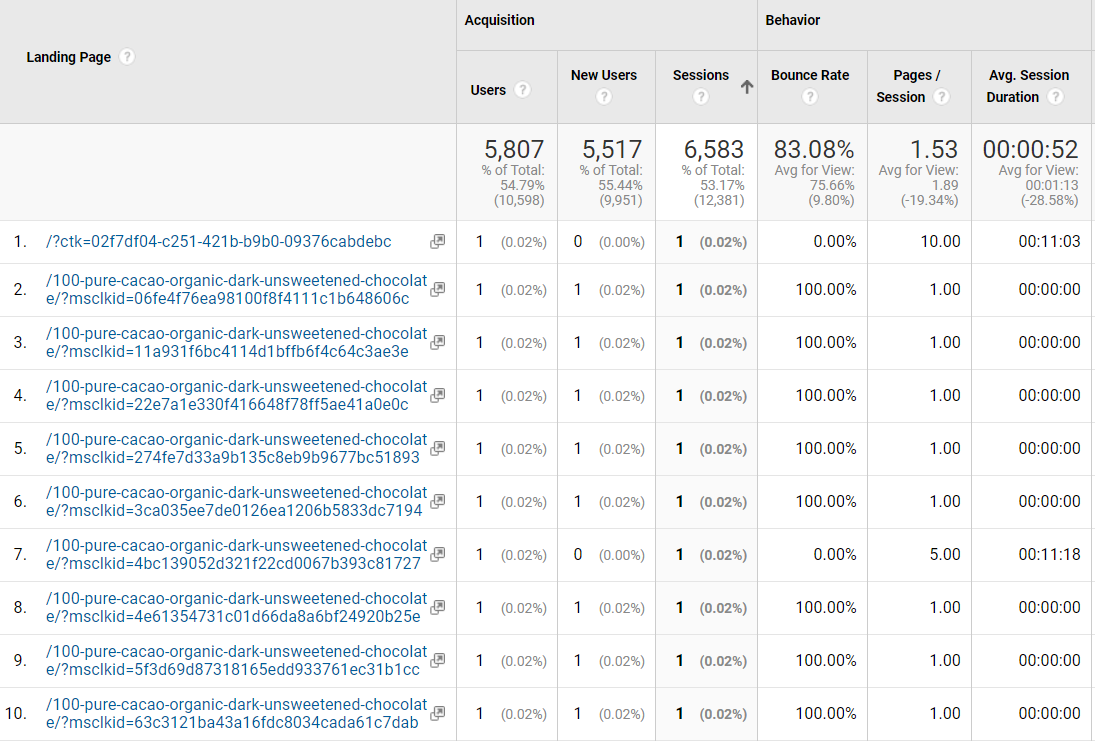 Acquisition
Behavior
Landing Page ?
Users ?
New Users
?
Sessions
?
Bounce Rate
?
Pages /
Session ?
Avg. Session
Duration ?
5,807
% of Total:
54.79%
(10,598)
5,517
% of Total:
55.44%
(9,951)
6,583
% of Total:
53.17%
(12,381)
83.08%
Avg for View:
75.66%
(9.80%)
1.53
Avg for View:
1.89
(-19.34%)
00:00:52
Avg for View:
00:01:13
(-28.58%)
1. /?ctk=02f7df04-c251-421b-b9b0-09376cabdebc 1 (0.02%) 0 (0.00%) 1 (0.02%) 0.00% 10.00 00:11:03
2. /100-pure-cacao-organic-dark-unsweetened-chocolat
e/?msclkid=06fe4f76ea98100f8f4111c1b648606c 1 (0.02%) 1 (0.02%) 1 (0.02%) 100.00% 1.00 00:00:00
3. /100-pure-cacao-organic-dark-unsweetened-chocolat
e/?msclkid=11a931f6bc4114d1bffb6f4c64c3ae3e 1 (0.02%) 1 (0.02%) 1 (0.02%) 100.00% 1.00 00:00:00
4. /100-pure-cacao-organic-dark-unsweetened-chocolat
e/?msclkid=22e7a1e330f416648f78ff5ae41a0e0c 1 (0.02%) 1 (0.02%) 1 (0.02%) 100.00% 1.00 00:00:00
5. /100-pure-cacao-organic-dark-unsweetened-chocolat
e/?msclkid=274fe7d33a9b135c8eb9b9677bc51893 1 (0.02%) 1 (0.02%) 1 (0.02%) 100.00% 1.00 00:00:00
6. /100-pure-cacao-organic-dark-unsweetened-chocolat
e/?msclkid=3ca035ee7de0126ea1206b5833dc7194 1 (0.02%) 1 (0.02%) 1 (0.02%) 100.00% 1.00 00:00:00
7. /100-pure-cacao-organic-dark-unsweetened-chocolat
e/?msclkid=4bc139052d321f22cd0067b393c81727 1 (0.02%) 0 (0.00%) 1 (0.02%) 0.00% 5.00 00:11:18
8. /100-pure-cacao-organic-dark-unsweetened-chocolat
e/?msclkid=4e61354731c01d66da8a6bf24920b25e 1 (0.02%) 1 (0.02%) 1 (0.02%) 100.00% 1.00 00:00:00
9. /100-pure-cacao-organic-dark-unsweetened-chocolat
e/?msclkid=5f3d69d87318165edd933761ec31b1cc 1 (0.02%) 1 (0.02%) 1 (0.02%) 100.00% 1.00 00:00:00
10. /100-pure-cacao-organic-dark-unsweetened-chocolat
e/?msclkid=63c3121ba43a16fdc8034cada61c7dab 1 (0.02%) 1 (0.02%) 1 (0.02%) 100.00% 1.00 00:00:00